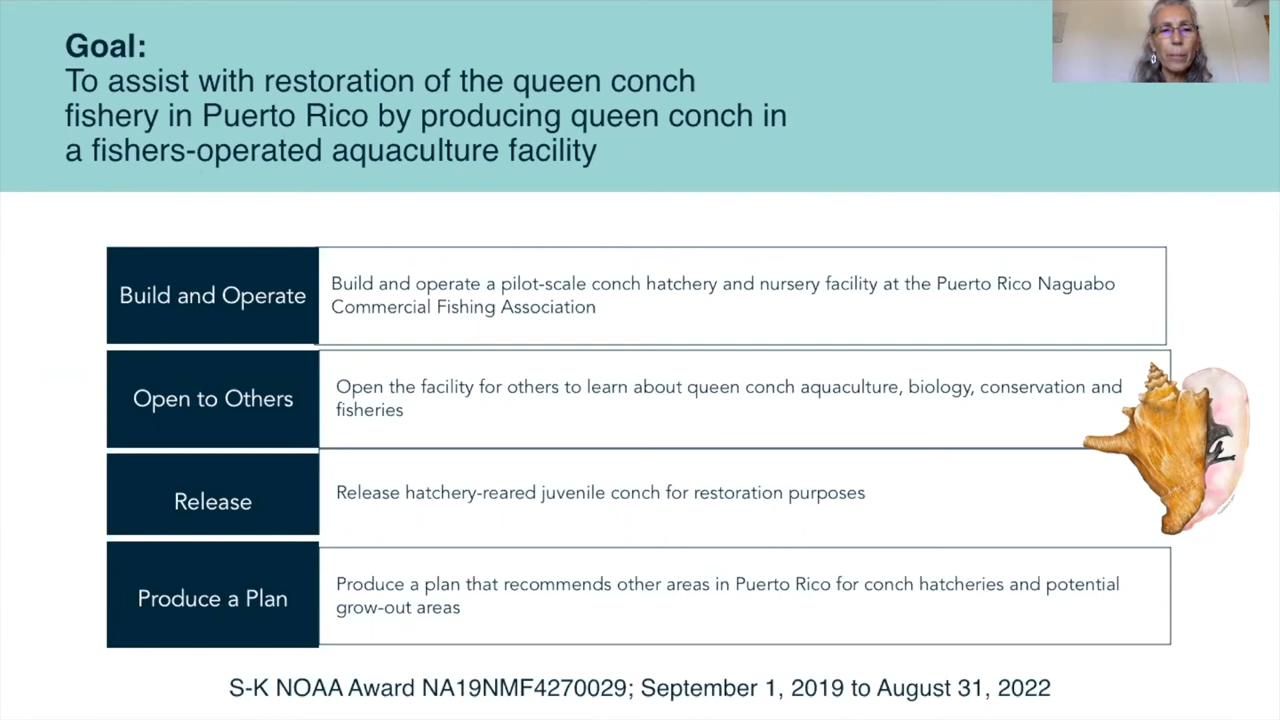 Goal:
To assist with restoration of the queen conch
fishery in Puerto Rico by producing queen conch in
a fishers-operated aquaculture facility
Build and Operate
Build and operate a pilot-scale conch hatchery and nursery facility at the Puerto Rico Naguabo
Commercial Fishing Association
Open to Others
Open the facility for others to learn about queen conch aquaculture, biology, conservation and
fisheries
Release
Release hatchery-reared juvenile conch for restoration purposes
Produce a Plan
Produce a plan that recommends other areas in Puerto Rico for conch hatcheries and potential
grow-out areas
S-K NOAA Award NA19NMF4270029; September 1, 2019 to August 31, 2022